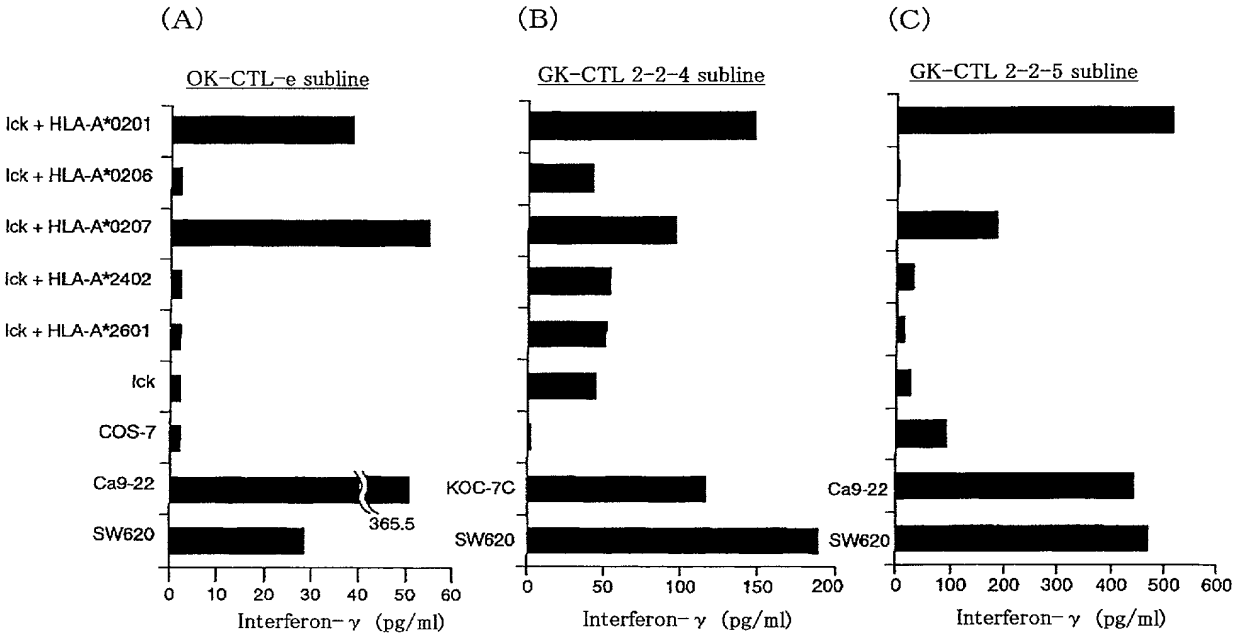 (A)
OK-CTL-e subline
lck + HLA-A*0201
lck + HLA-A*0206
lck + HLA-A*0207
lck + HLA-A*2402
lck + HLA-A*2601
lck
COS-7
Ca9-22
365.5
SW620
0 10 20 30 40 50 60
Interferon-γ (pg/ml)
(B)
GK-CTL 2-2-4 subline
KOC-7C
SW620
0 50 100 150 200
Interferon-γ (pg/ml)
(C)
GK-CTL 2-2-5 subline
Ca9-22
SW620
0 100 200 300 400 500 600
Interferon-γ (pg/ml)